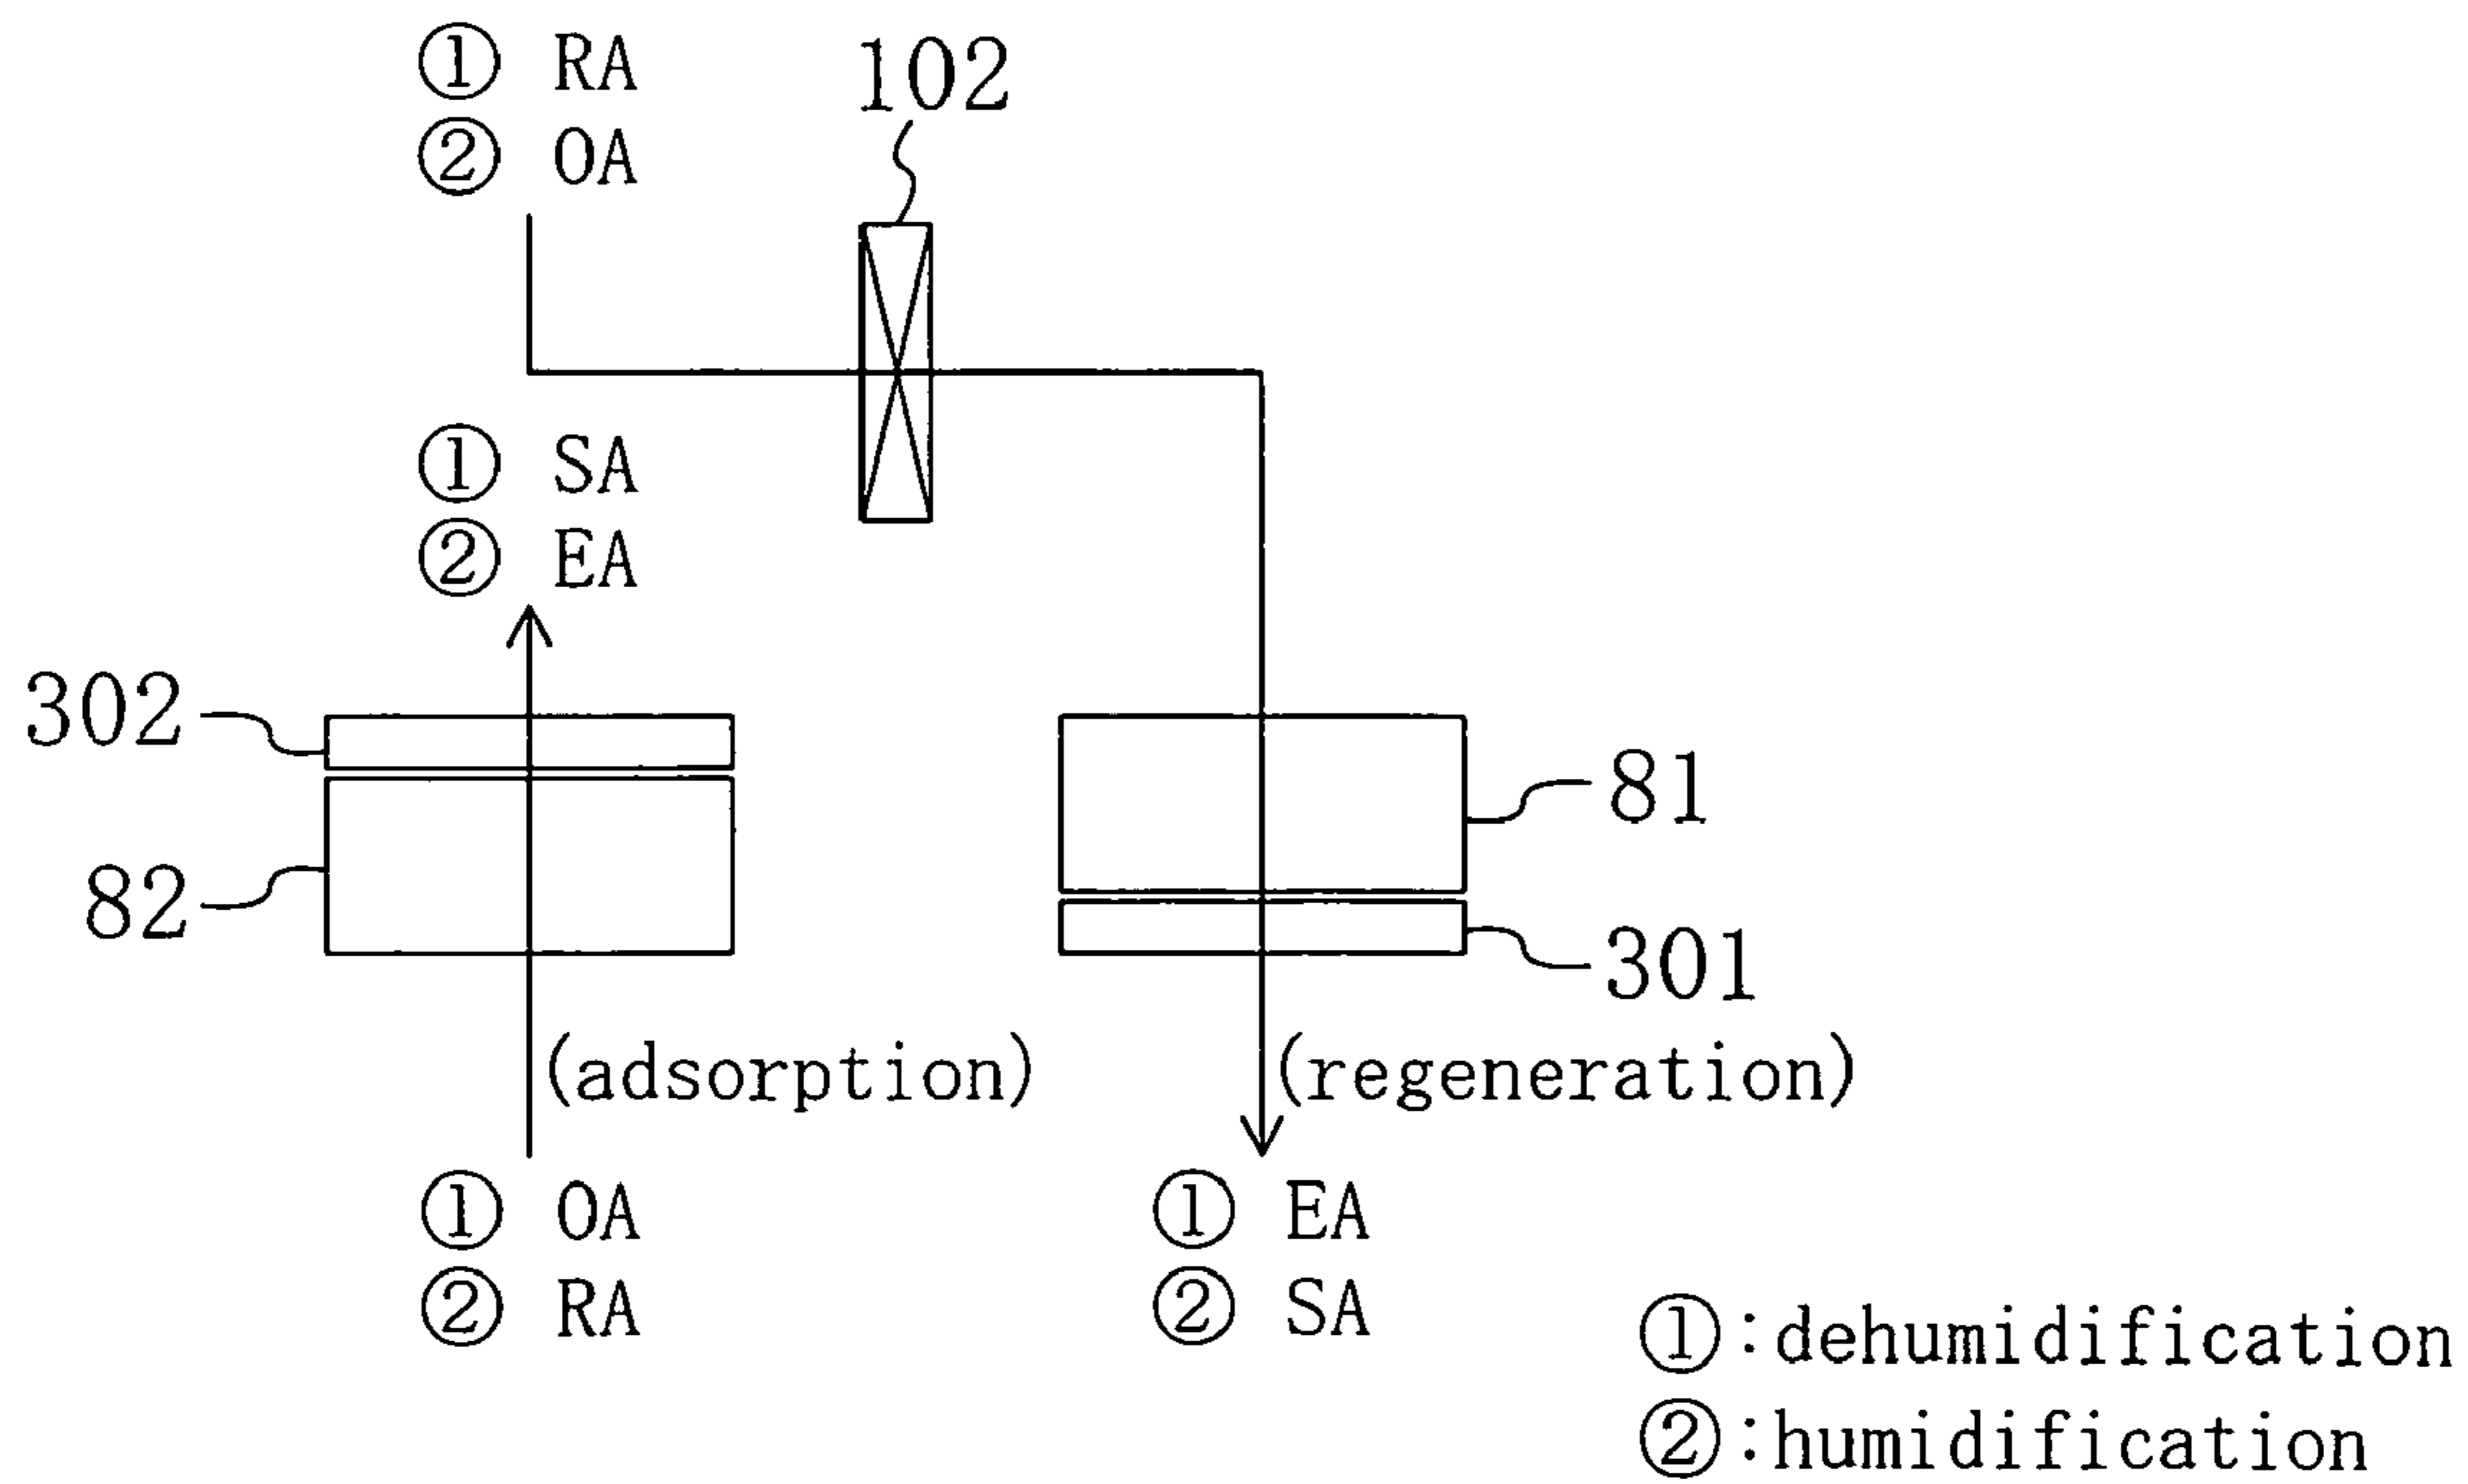 ① RA
② OA
102
① SA
② EA
302
82
81
301
(adsorption)
(regeneration)
① OA
② RA
① EA
② SA
①:dehumidification
②:humidification